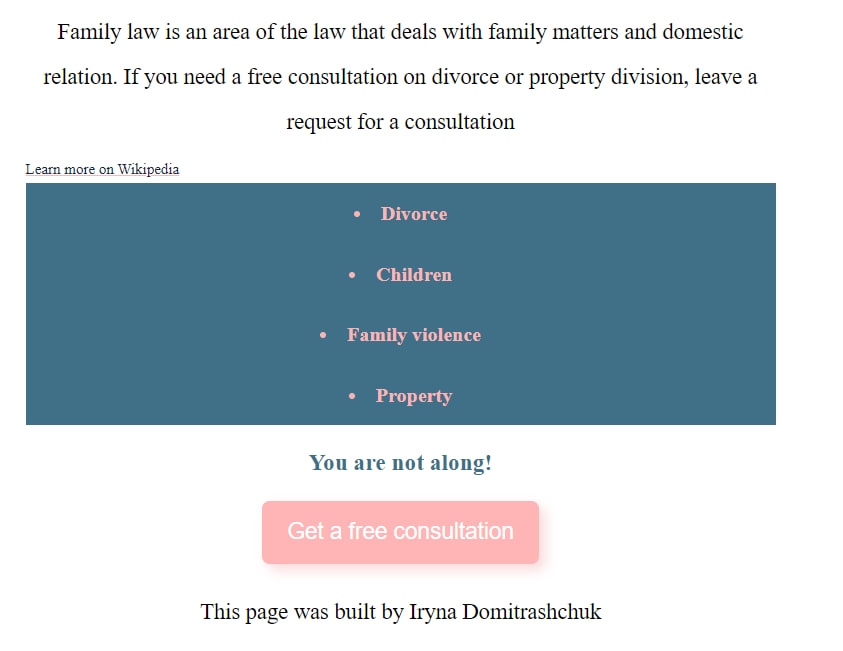 Family law is an area of the law that deals with family matters and domestic
relation. If you need a free consultation on divorce or property division, leave a
request for a consultation
Learn more on Wikipedia
• Divorce
• Children
• Family violence
• Property
You are not along!
Get a free consultation
This page was built by Iryna Domitrashchuk